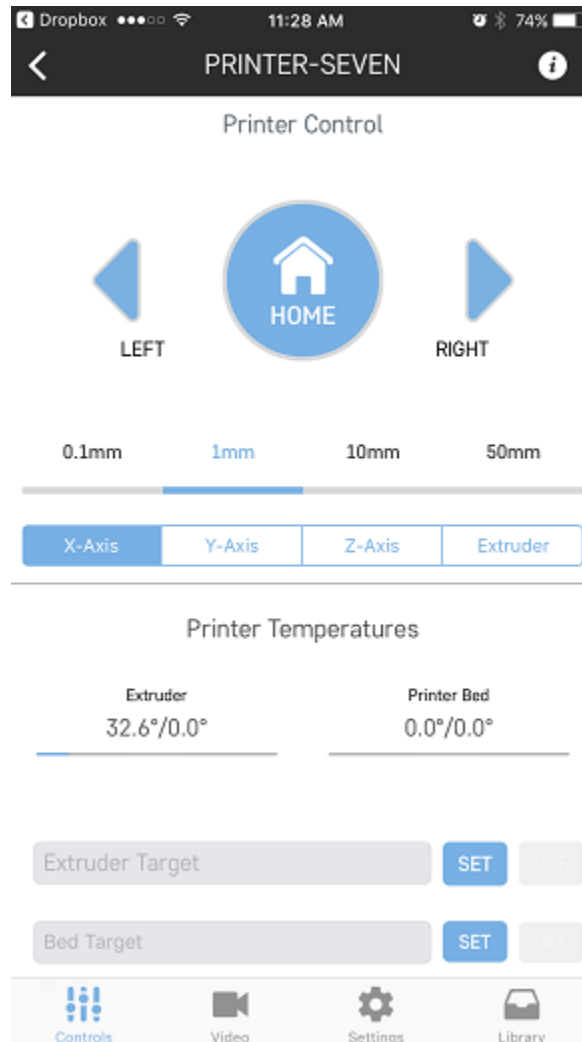 Dropbox 11:28 AM 74%
PRINTER-SEVEN
Printer Control
HOME
LEFT RIGHT
0.1mm 1mm 10mm 50mm
X-Axis Y-Axis Z-Axis Extruder
Printer Temperatures
Extruder Printer Bed
32.6°/0.0° 0.0°/0.0°
Extruder Target SET OFF
Bed Target SET OFF
Controls Video Settings Library